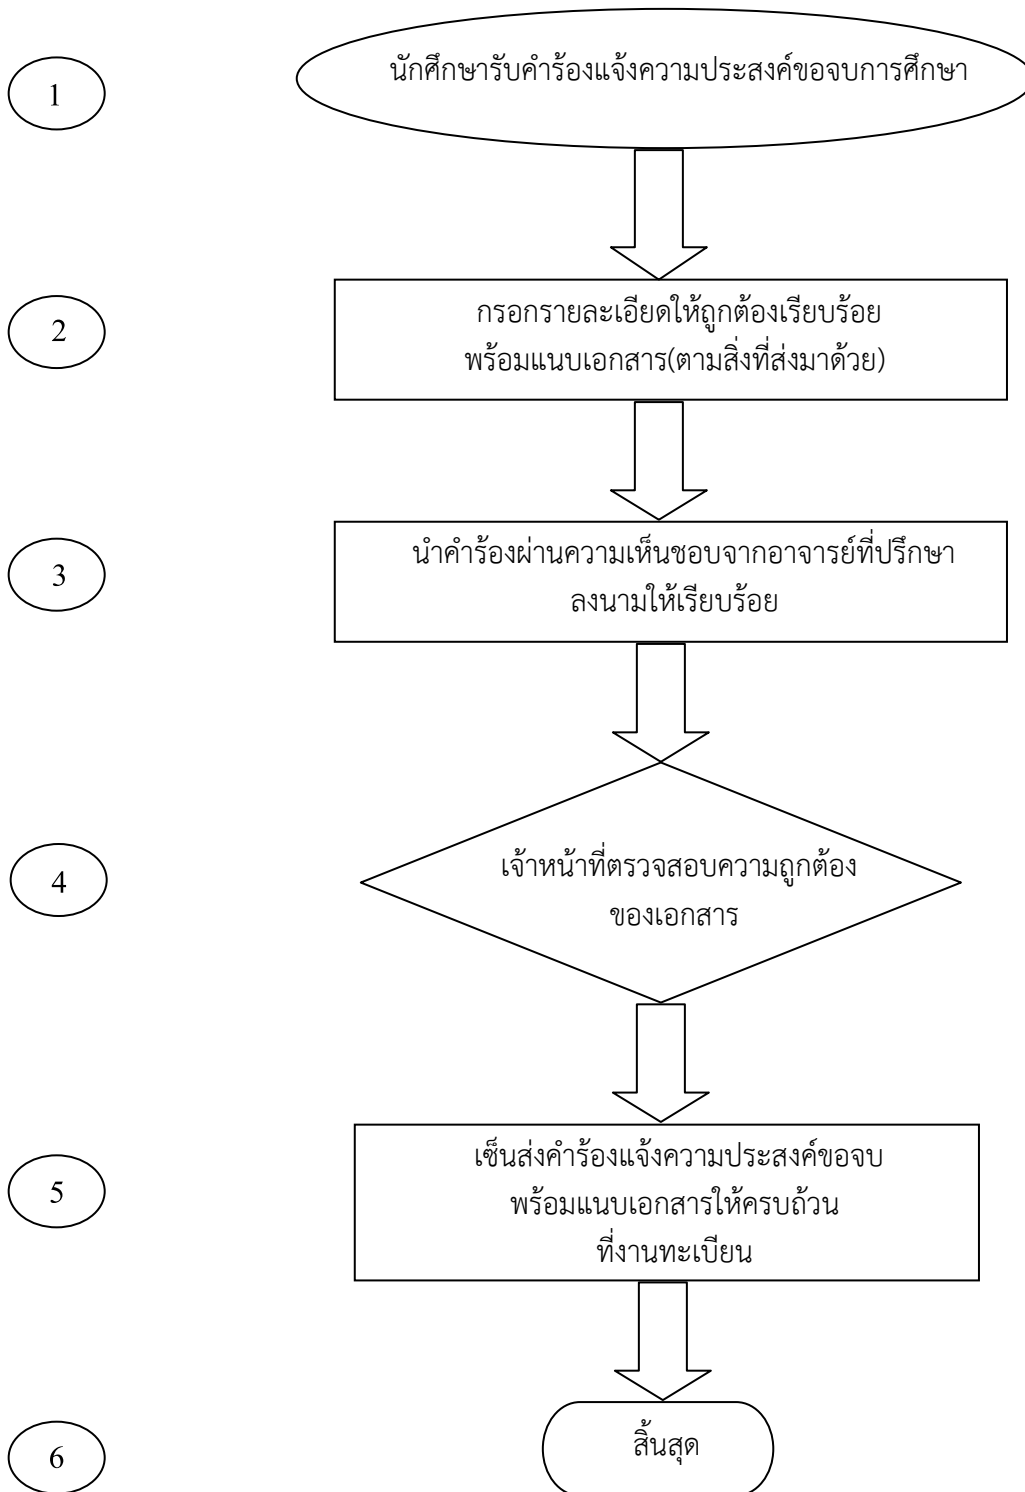 1
นักศึกษารับคำร้องแจ้งความประสงค์ขอจบการศึกษา
2
กรอกรายละเอียดให้ถูกต้องเรียบร้อย
พร้อมแนบเอกสาร(ตามสิ่งที่ส่งมาด้วย)
3
นำคำร้องผ่านความเห็นชอบจากอาจารย์ที่ปรึกษา
ลงนามให้เรียบร้อย
4
เจ้าหน้าที่ตรวจสอบความถูกต้อง
ของเอกสาร
5
เซ็นส่งคำร้องแจ้งความประสงค์ขอจบ
พร้อมแนบเอกสารให้ครบถ้วน
ที่งานทะเบียน
6
สิ้นสุด